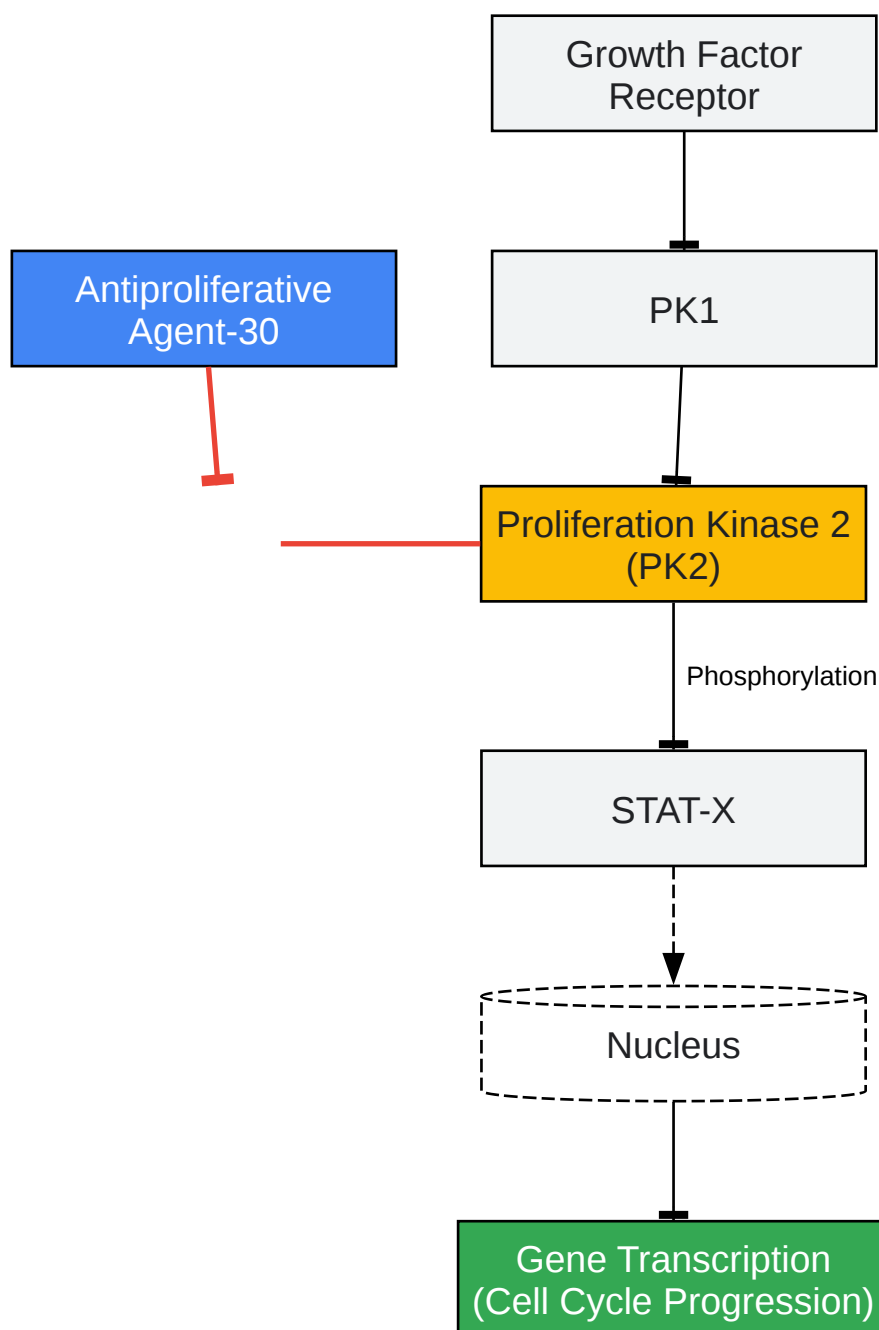 Growth Factor
Receptor
Antiproliferative
Agent-30
PK1
Proliferation Kinase 2
(PK2)
Phosphorylation
STAT-X
Nucleus
Gene Transcription
(Cell Cycle Progression)